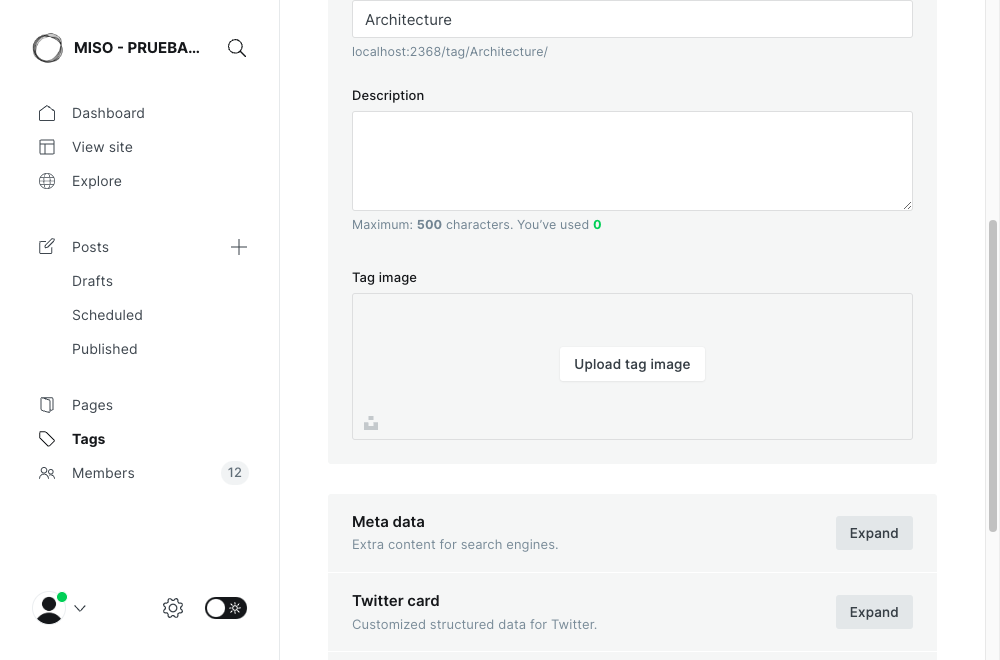 MISO - PRUEBA...
Dashboard
View site
Explore
Posts
Drafts
Scheduled
Published
Pages
Tags
Members
12
Architecture
localhost:2368/tag/Architecture/
Description
Maximum: 500 characters. You've used 0
Tag image
Upload tag image
Meta data
Extra content for search engines.
Expand
Twitter card
Customized structured data for Twitter.
Expand